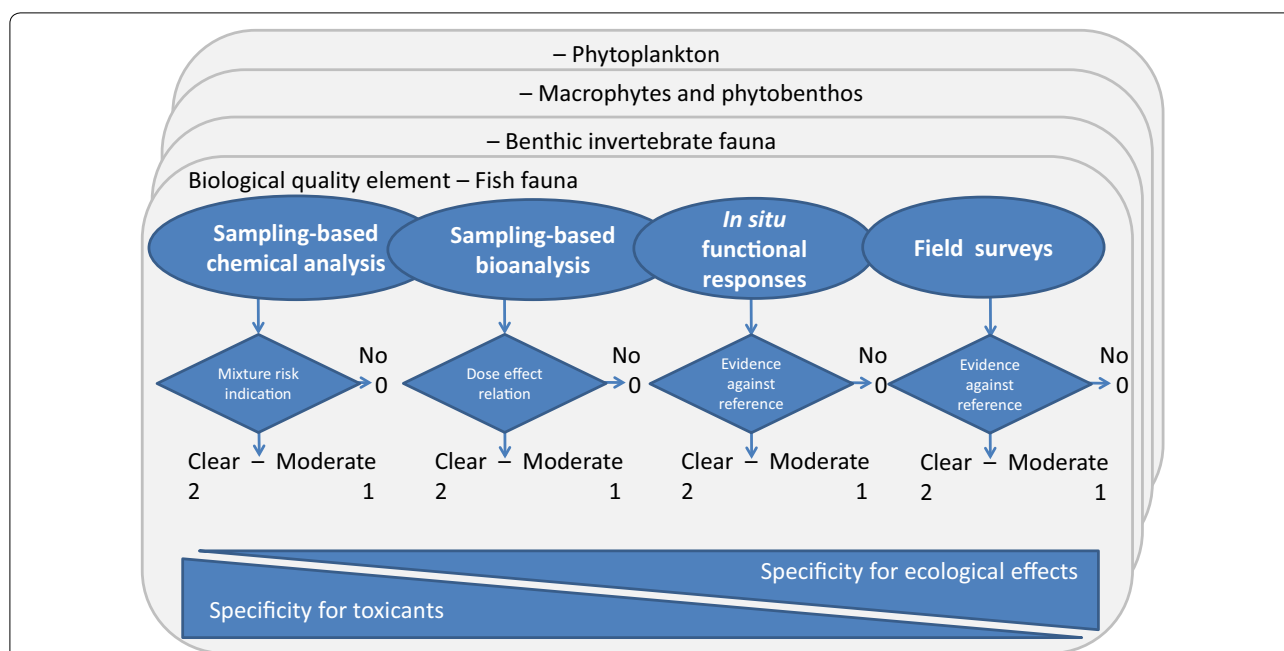 – Phytoplankton
– Macrophytes and phytobenthos
– Benthic invertebrate fauna
Biological quality element – Fish fauna
Sampling-based
chemical analysis
Sampling-based
bioanalysis
In situ
functional
responses
Field surveys
Mixture risk
indication
No
0
Dose effect
relation
No
0
Evidence
against
reference
No
0
Evidence
against
reference
No
0
Clear – Moderate
2 1
Clear – Moderate
2 1
Clear – Moderate
2 1
Clear – Moderate
2 1
Specificity for ecological effects
Specificity for toxicants